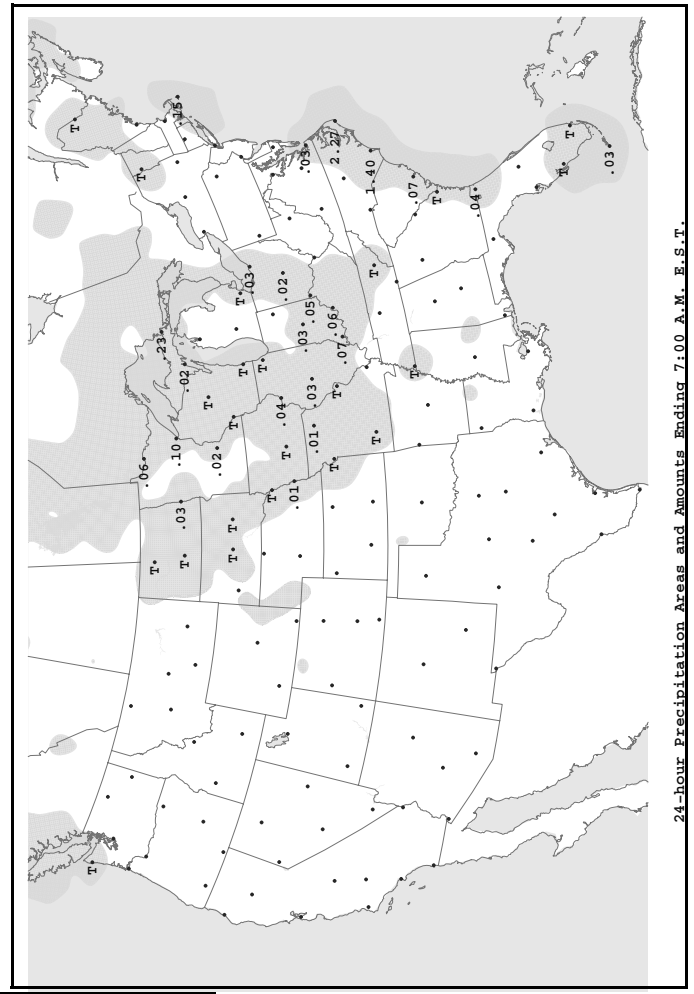 T
T
T
.06
T
.23
.10
.15
.03
T
.02
T
.02
T
T
T
T
T
.03
T
T
.04
.02
T
.01
.03
.03
.05
.03
.01
.06
T
2.27
T
.07
1.40
T
T
.07
T
T
.04
T
T
.03
24-hour Precipitation Areas and Amounts Ending 7:00 A.M. E.S.T.